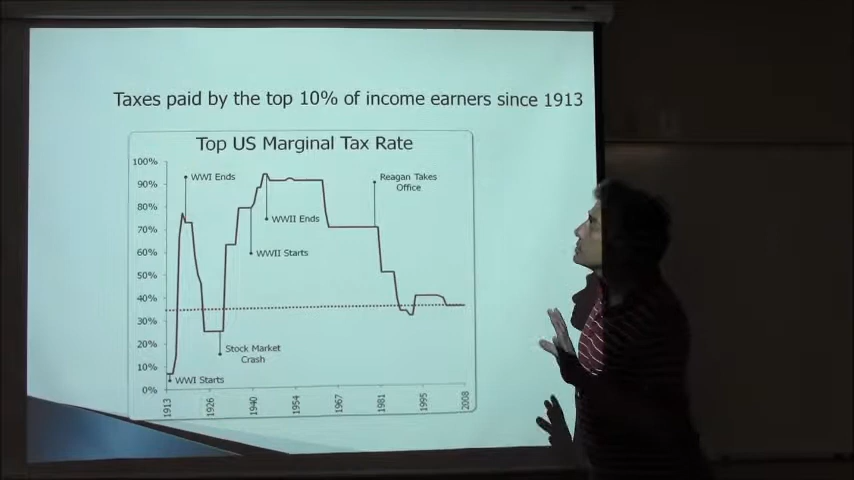 Taxes paid by the top 10% of income earners since 1913
Top US Marginal Tax Rate
100%
90%
80%
70%
60%
50%
40%
30%
20%
10%
0%
WWI Ends
Reagan Takes
Office
WWII Ends
WWII Starts
Stock Market
Crash
WWI Starts
1913
1926
1940
1954
1967
1981
1995
2008